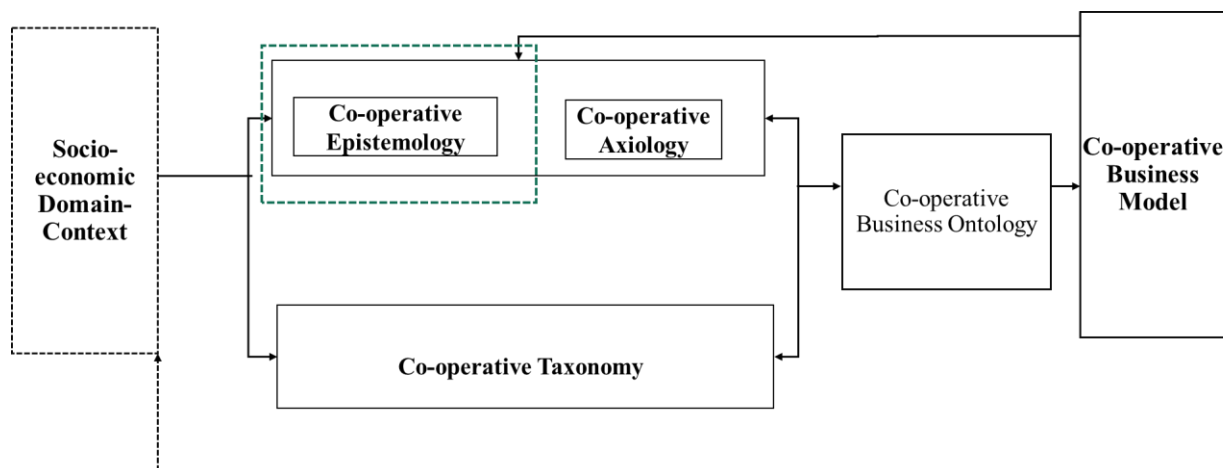 Socio-
economic
Domain-
Context
Co-operative
Epistemology
Co-operative
Axiology
Co-operative Taxonomy
Co-operative
Business Ontology
Co-operative
Business
Model